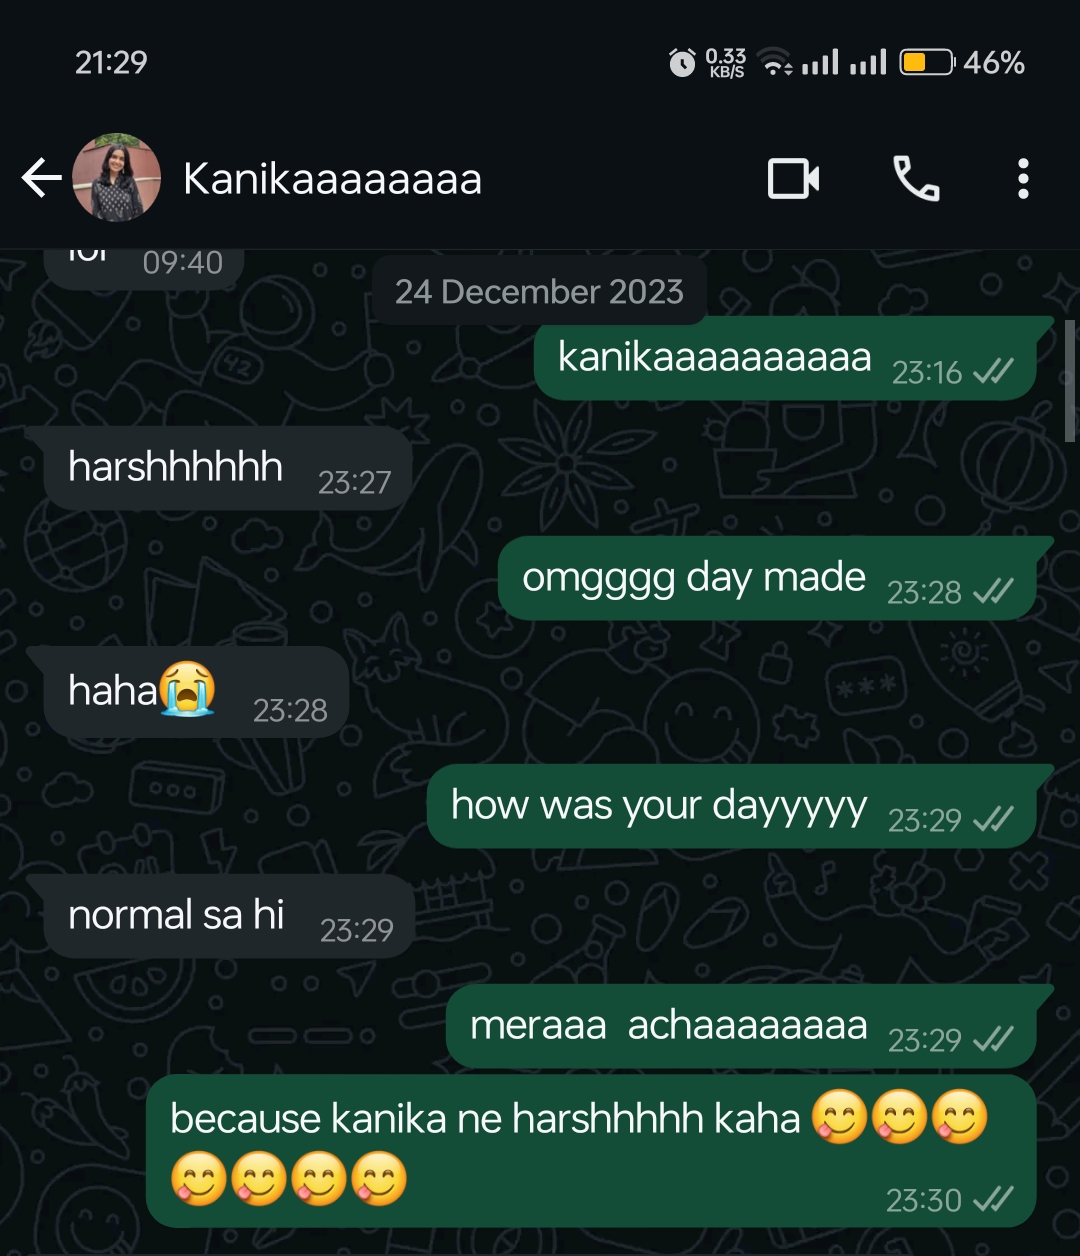 21:29
0.33
KB/S
46%
Kanikaaaaaaaa
lol 09:40
24 December 2023
kanikaaaaaaaaaa 23:16
harshhhhhh 23:27
omgggg day made 23:28
haha😭 23:28
how was your dayyyyy 23:29
normal sa hi 23:29
meraaa achaaaaaaaa 23:29
because kanika ne harshhhhh kaha 😋😋😋
😋😋😋😋
23:30